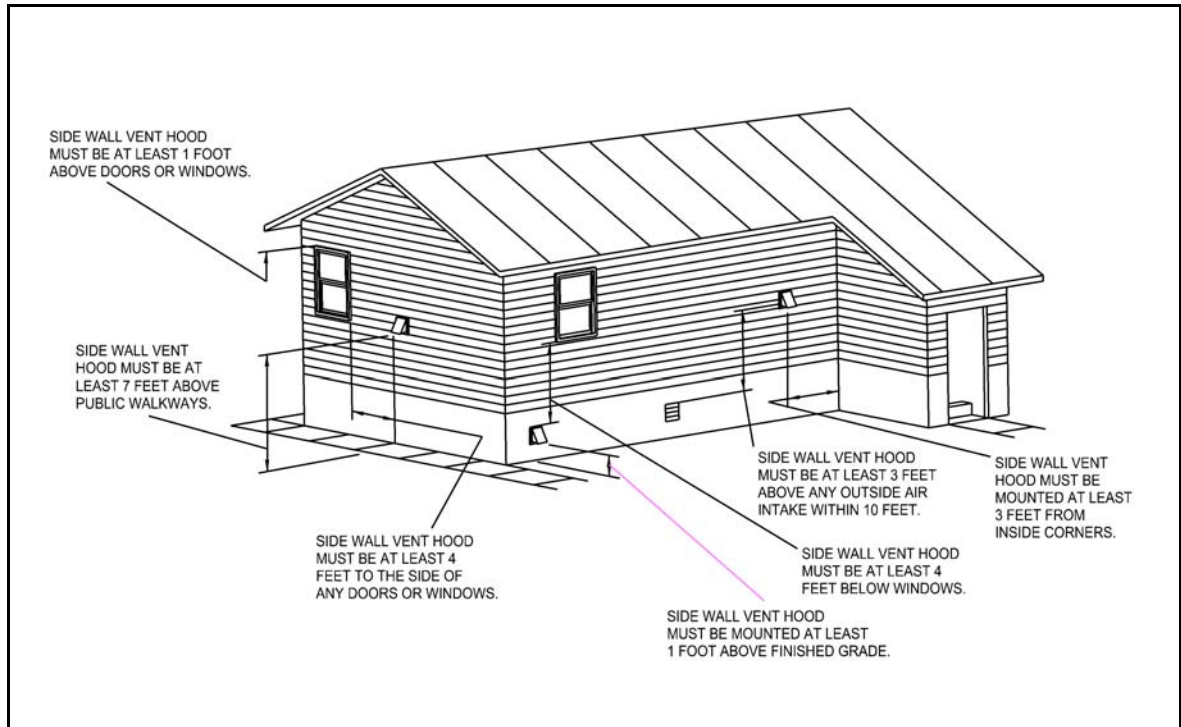 SIDE WALL VENT HOOD
MUST BE AT LEAST 1 FOOT
ABOVE DOORS OR WINDOWS.
SIDE WALL VENT
HOOD MUST BE AT
LEAST 7 FEET ABOVE
PUBLIC WALKWAYS.
SIDE WALL VENT HOOD
MUST BE AT LEAST 4
FEET TO THE SIDE OF
ANY DOORS OR WINDOWS.
SIDE WALL VENT HOOD
MUST BE AT LEAST 3 FEET
ABOVE ANY OUTSIDE AIR
INTAKE WITHIN 10 FEET.
SIDE WALL VENT
HOOD MUST BE
MOUNTED AT LEAST
3 FEET FROM
INSIDE CORNERS.
SIDE WALL VENT HOOD
MUST BE AT LEAST 4
FEET BELOW WINDOWS.
SIDE WALL VENT HOOD
MUST BE MOUNTED AT LEAST
1 FOOT ABOVE FINISHED GRADE.